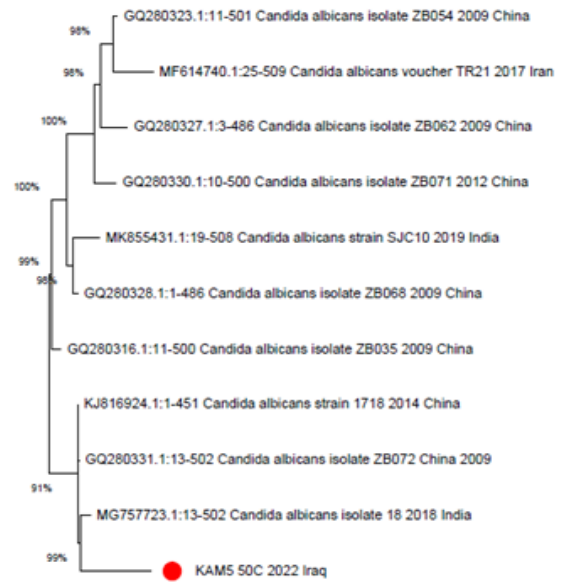 GQ280323.1:11-501 Candida albicans isolate ZB054 2009 China
98%
MF614740.1:25-509 Candida albicans voucher TR21 2017 Iran
98%
GQ280327.1:3-486 Candida albicans isolate ZB062 2009 China
100%
GQ280330.1:10-500 Candida albicans isolate ZB071 2012 China
100%
MK855431.1:19-508 Candida albicans strain SJC10 2019 India
99%
98%
GQ280328.1:1-486 Candida albicans isolate ZB068 2009 China
GQ280316.1:11-500 Candida albicans isolate ZB035 2009 China
KJ816924.1:1-451 Candida albicans strain 1718 2014 China
GQ280331.1:13-502 Candida albicans isolate ZB072 China 2009
91%
MG757723.1:13-502 Candida albicans isolate 18 2018 India
99%
KAM5 50C 2022 Iraq